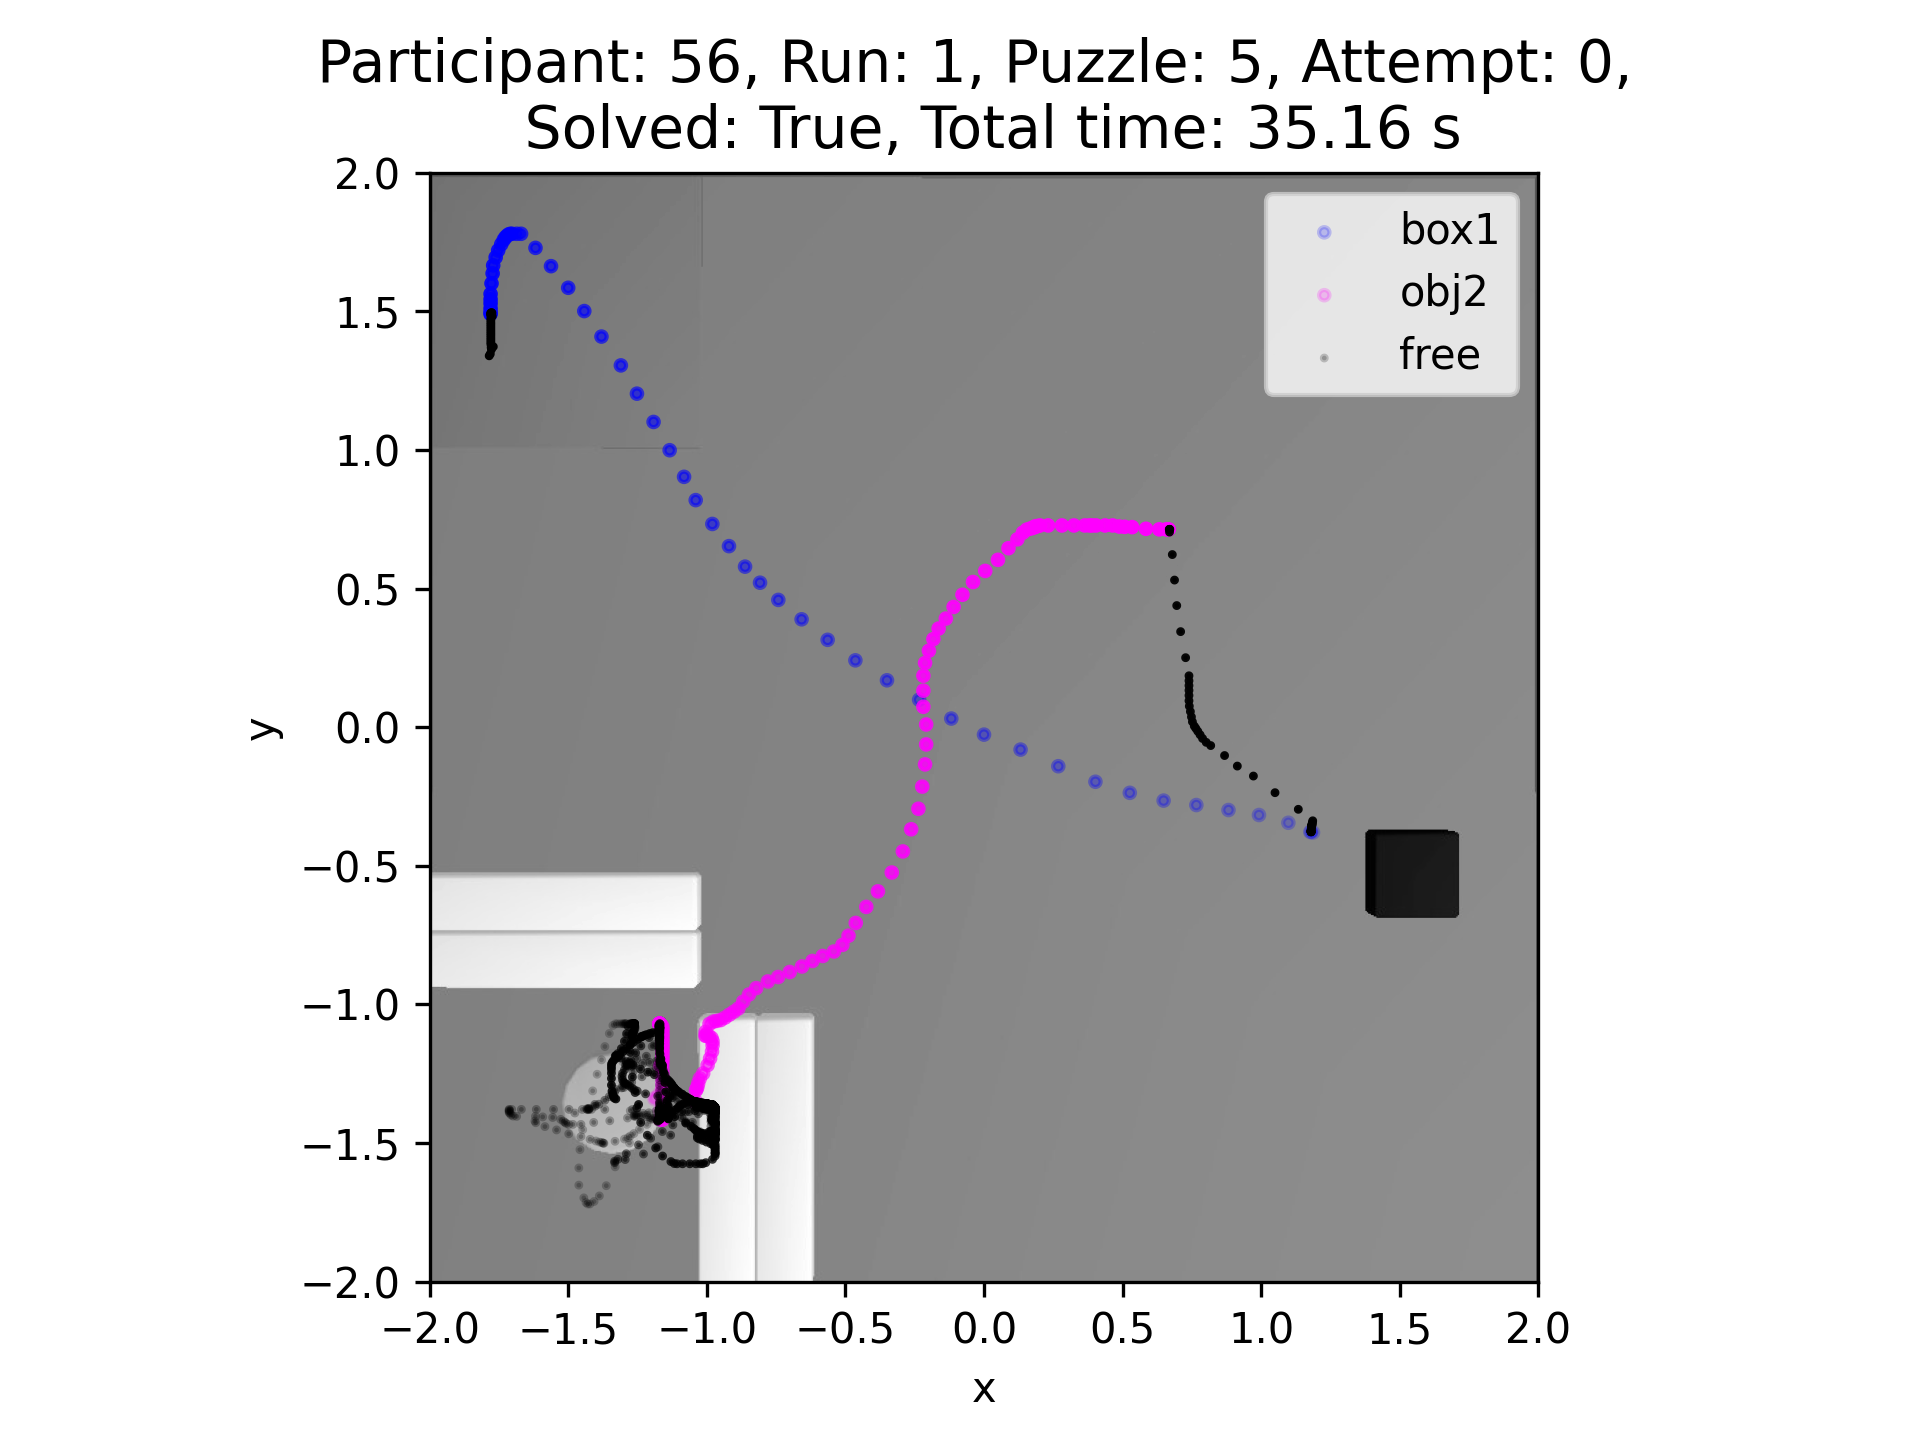 Participant: 56, Run: 1, Puzzle: 5, Attempt: 0,
Solved: True, Total time: 35.16 s
2.0
1.5
1.0
0.5
0.0
−0.5
−1.0
−1.5
−2.0
y
box1
obj2
free
−2.0 −1.5 −1.0 −0.5 0.0 0.5 1.0 1.5 2.0
x